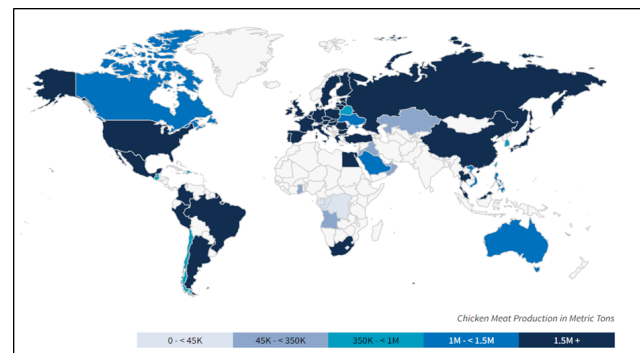 Chicken Meat Production in Metric Tons
0 - < 45K 45K - < 350K 350K - < 1M 1M - < 1.5M 1.5M +